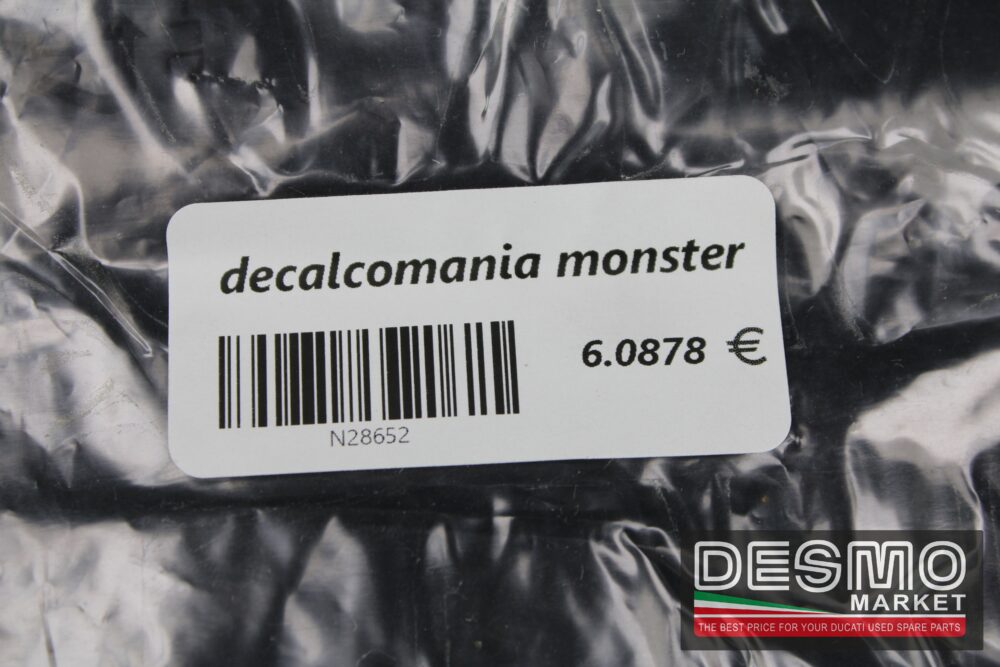 decalcomania monster
6.0878 €
N28652
DESMO
MARKET
THE BEST PRICE FOR YOUR DUCATI USED SPARE PARTS